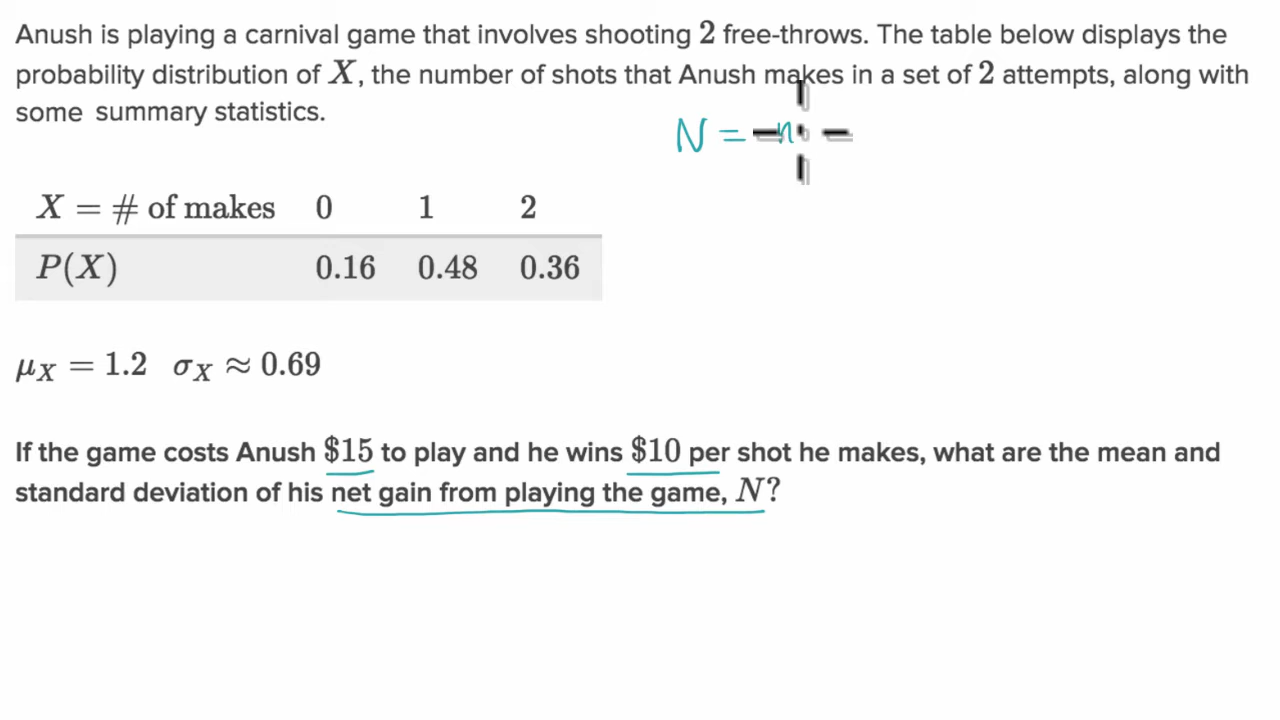 Anush is playing a carnival game that involves shooting 2 free-throws. The table below displays the
probability distribution of X, the number of shots that Anush makes in a set of 2 attempts, along with
some summary statistics.
N = n
X = # of makes 0 1 2
P(X) 0.16 0.48 0.36
μX = 1.2 σX ≈ 0.69
If the game costs Anush $15 to play and he wins $10 per shot he makes, what are the mean and
standard deviation of his net gain from playing the game, N?